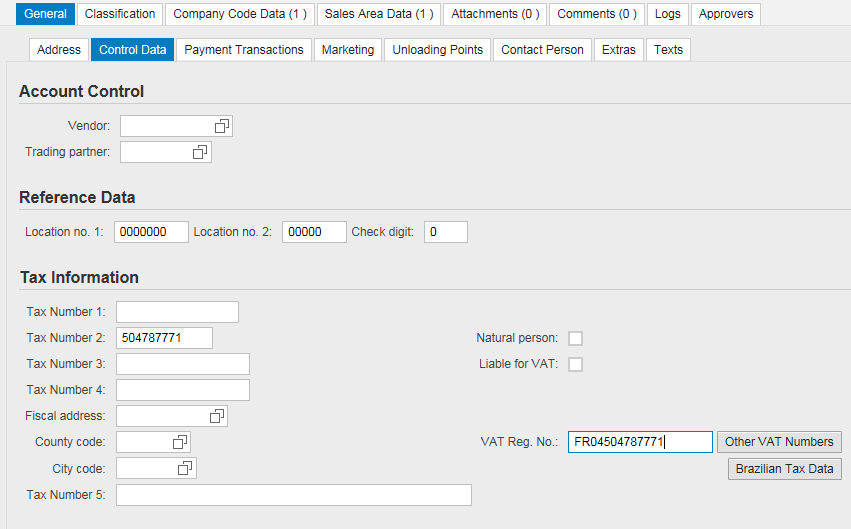 General Classification Company Code Data (1 ) Sales Area Data (1 ) Attachments (0 ) Comments (0 ) Logs Approvers
Address Control Data Payment Transactions Marketing Unloading Points Contact Person Extras Texts
Account Control
Vendor:
Trading partner:
Reference Data
Location no. 1: 0000000 Location no. 2: 00000 Check digit: 0
Tax Information
Tax Number 1:
Tax Number 2: 504787771 Natural person:
Tax Number 3: Liable for VAT:
Tax Number 4:
Fiscal address:
County code: VAT Reg. No.: FR04504787771 Other VAT Numbers
City code: Brazilian Tax Data
Tax Number 5: